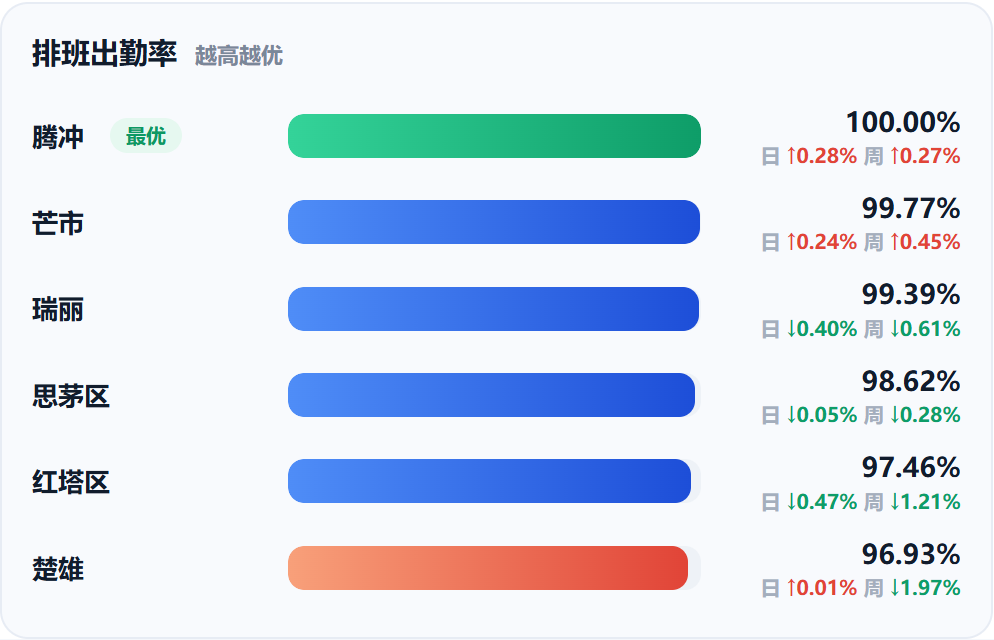 排班出勤率 越高越优
腾冲 最优 100.00%
日 ↑0.28% 周 ↑0.27%
芒市 99.77%
日 ↑0.24% 周 ↑0.45%
瑞丽 99.39%
日 ↓0.40% 周 ↓0.61%
思茅区 98.62%
日 ↓0.05% 周 ↓0.28%
红塔区 97.46%
日 ↓0.47% 周 ↓1.21%
楚雄 96.93%
日 ↑0.01% 周 ↓1.97%